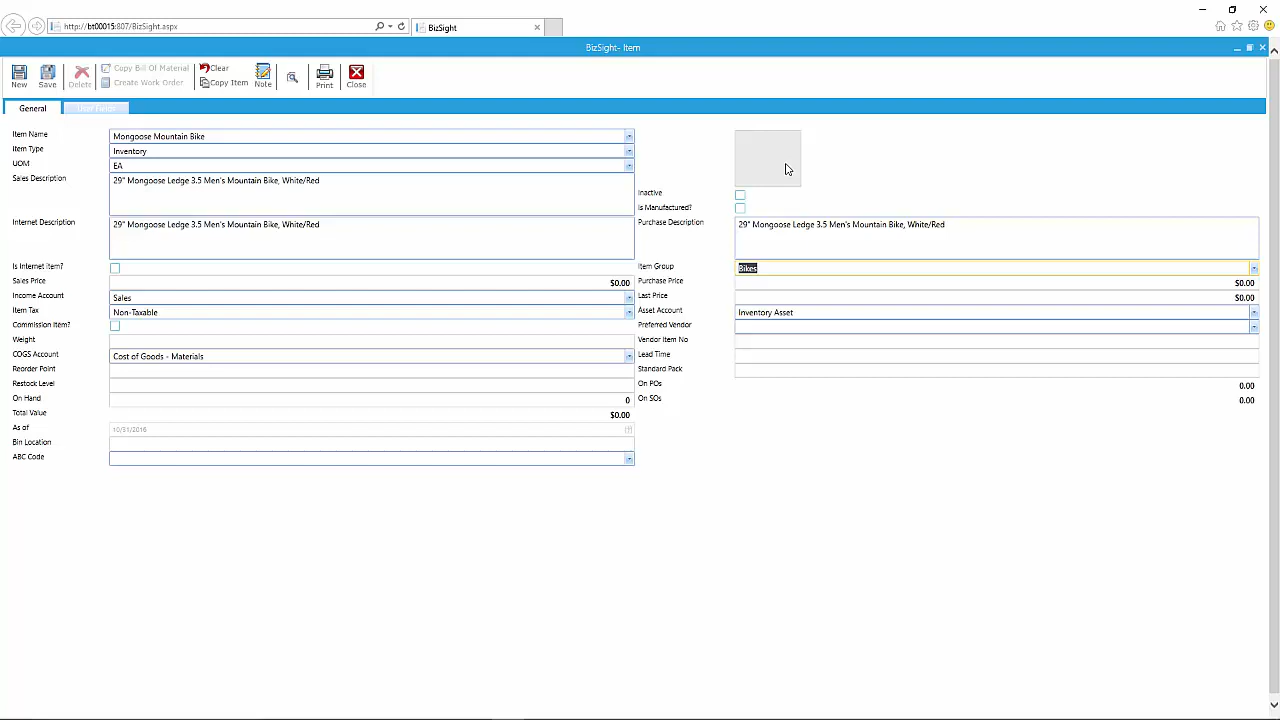 http://bt00015:807/BizSight.aspx
BizSight
BizSight- Item
New Save Delete Copy Bill Of Material Create Work Order Clear Copy Item Note Print Close
General
Item Name Mongoose Mountain Bike
Item Type Inventory
UOM EA
Sales Description 29" Mongoose Ledge 3.5 Men's Mountain Bike, White/Red
Inactive
Is Manufactured?
Internet Description 29" Mongoose Ledge 3.5 Men's Mountain Bike, White/Red
Purchase Description 29" Mongoose Ledge 3.5 Men's Mountain Bike, White/Red
Is Internet Item?
Item Group Bikes
Sales Price $0.00
Purchase Price $0.00
Income Account Sales
Last Price $0.00
Item Tax Non-Taxable
Asset Account Inventory Asset
Commission Item?
Preferred Vendor
Weight
Vendor Item No
COGS Account Cost of Goods - Materials
Lead Time
Reorder Point
Standard Pack
Restock Level
On POs 0.00
On Hand 0
On SOs 0.00
Total Value $0.00
As of 10/31/2016
Bin Location
ABC Code